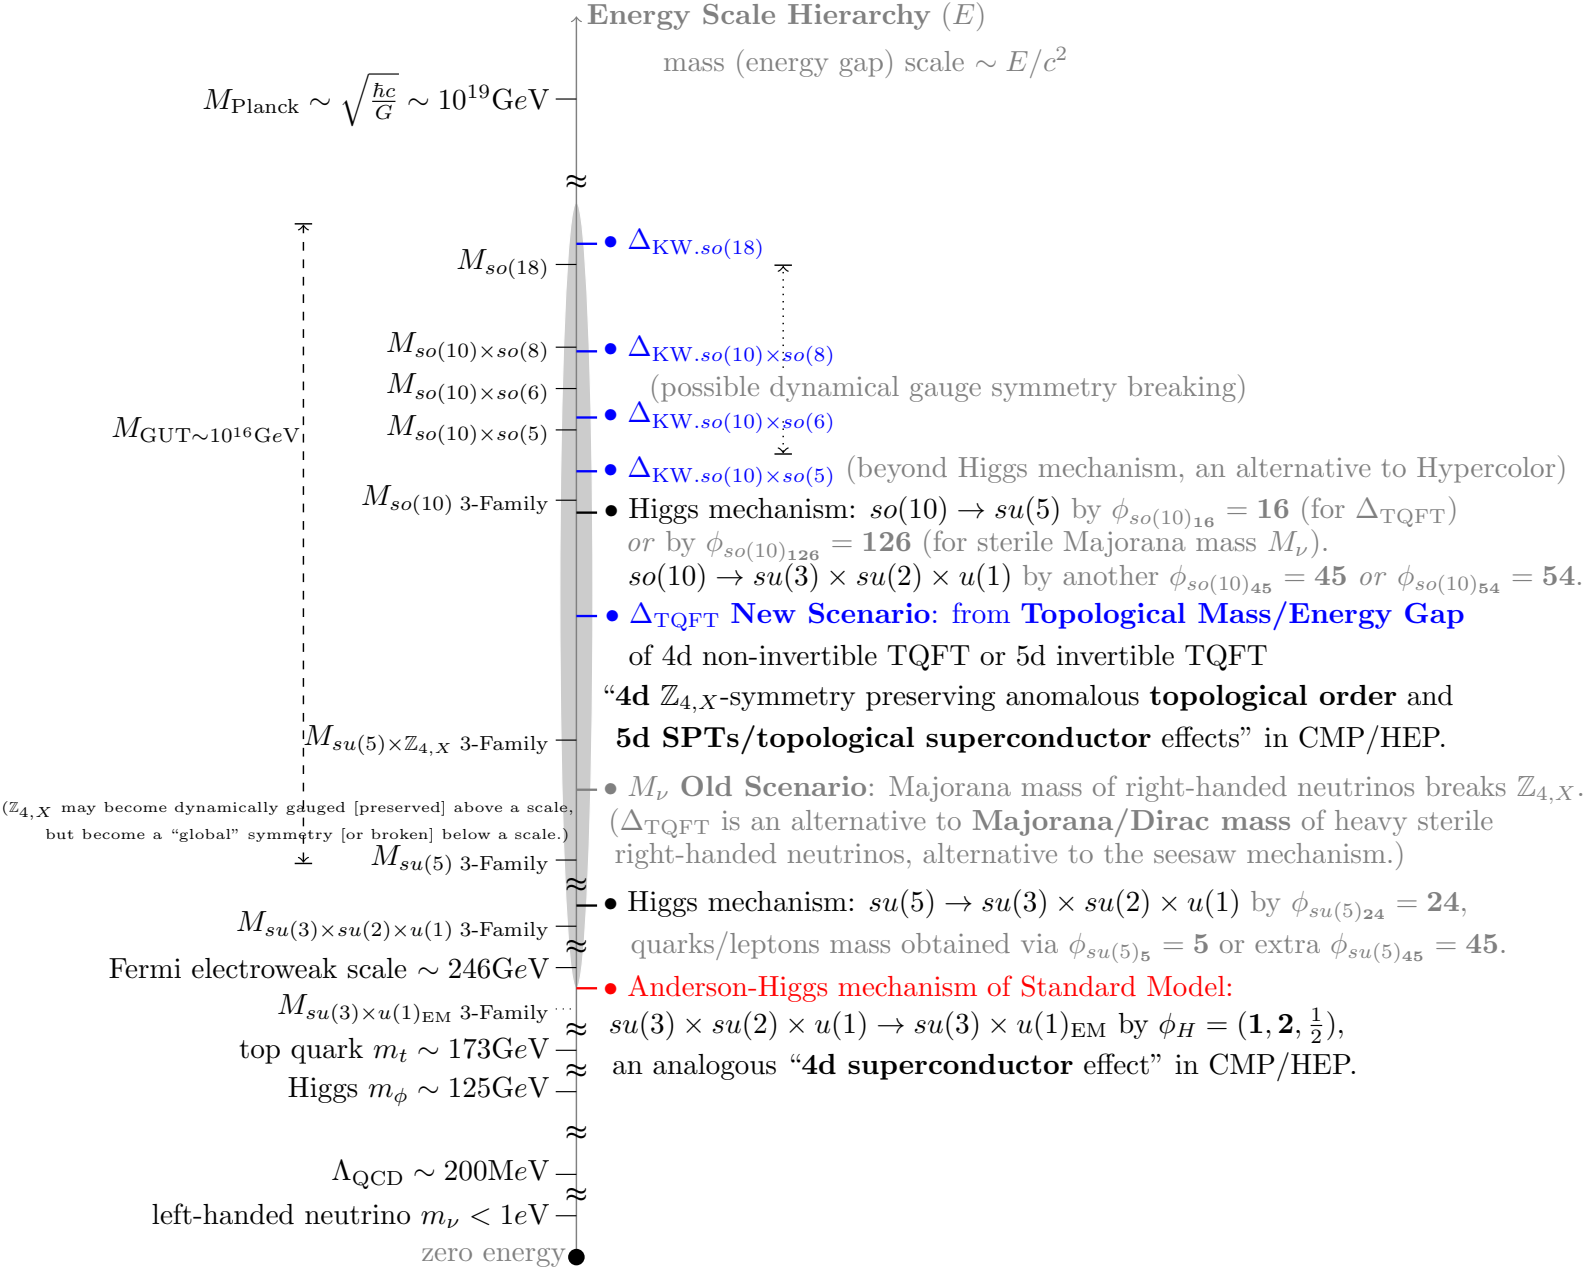 Energy Scale Hierarchy (E)
mass (energy gap) scale ∼ E/c²
M_Planck ∼ √(ħc/G) ∼ 10¹⁹GeV
≈
Δ_KW.so(18)
M_so(18)
M_so(10)×so(8)
Δ_KW.so(10)×so(8)
M_so(10)×so(6)
(possible dynamical gauge symmetry breaking)
Δ_KW.so(10)×so(6)
M_GUT∼10¹⁶GeV
M_so(10)×so(5)
Δ_KW.so(10)×so(5) (beyond Higgs mechanism, an alternative to Hypercolor)
M_so(10) 3-Family
• Higgs mechanism: so(10) → su(5) by ϕ_so(10)₁₆ = 16 (for Δ_TQFT)
or by ϕ_so(10)₁₂₆ = 126 (for sterile Majorana mass M_ν).
so(10) → su(3) × su(2) × u(1) by another ϕ_so(10)₄₅ = 45 or ϕ_so(10)₅₄ = 54.
• Δ_TQFT New Scenario: from Topological Mass/Energy Gap
of 4d non-invertible TQFT or 5d invertible TQFT
“4d ℤ_4,X-symmetry preserving anomalous topological order and
5d SPTs/topological superconductor effects” in CMP/HEP.
M_su(5)×ℤ_4,X 3-Family
• M_ν Old Scenario: Majorana mass of right-handed neutrinos breaks ℤ_4,X.
(ℤ_4,X may become dynamically gauged [preserved] above a scale,
but become a “global” symmetry [or broken] below a scale.)
(Δ_TQFT is an alternative to Majorana/Dirac mass of heavy sterile
right-handed neutrinos, alternative to the seesaw mechanism.)
M_su(5) 3-Family
≈
• Higgs mechanism: su(5) → su(3) × su(2) × u(1) by ϕ_su(5)₂₄ = 24,
quarks/leptons mass obtained via ϕ_su(5)₅ = 5 or extra ϕ_su(5)₄₅ = 45.
M_su(3)×su(2)×u(1) 3-Family
≈
Fermi electroweak scale ∼ 246GeV
• Anderson-Higgs mechanism of Standard Model:
M_su(3)×u(1)_EM 3-Family
su(3) × su(2) × u(1) → su(3) × u(1)_EM by ϕ_H = (1, 2, 1/2),
an analogous “4d superconductor effect” in CMP/HEP.
≈
top quark m_t ∼ 173GeV
≈
Higgs m_ϕ ∼ 125GeV
≈
Λ_QCD ∼ 200MeV
≈
left-handed neutrino m_ν < 1eV
zero energy